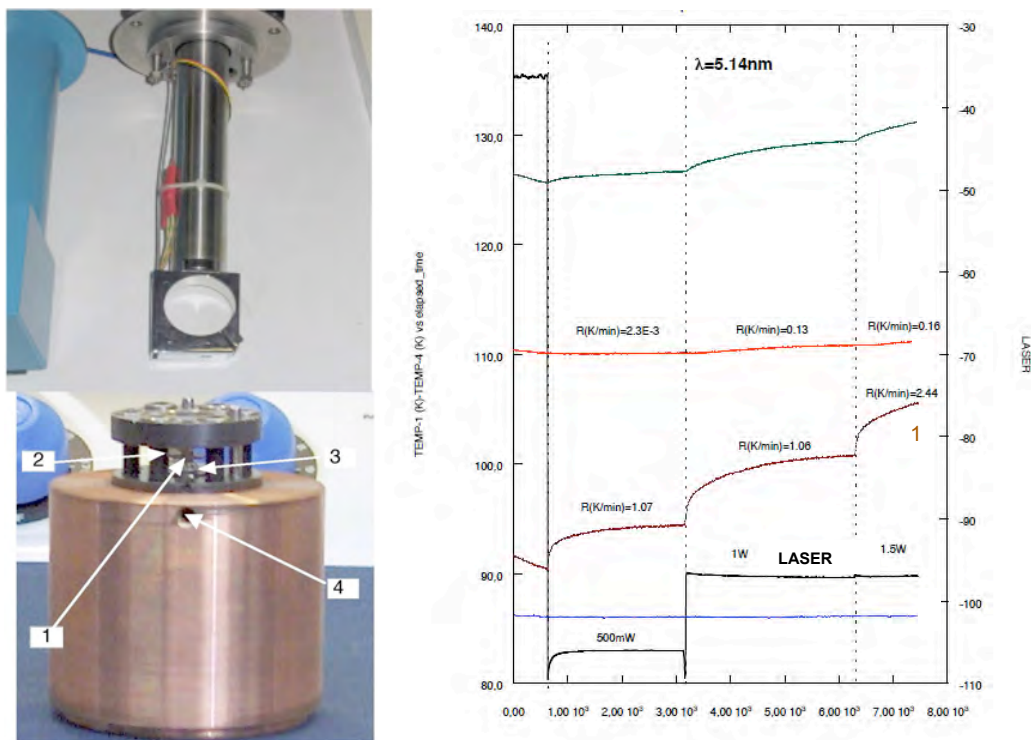 2
3
1
4
140,0
130,0
120,0
110,0
100,0
90,0
80,0
TEMP-1 (K)-TEMP-4 (K) vs elapsed_time
λ=5.14nm
R(K/min)=2.3E-3
R(K/min)=0.13
R(K/min)=0.16
R(K/min)=2.44
1
R(K/min)=1.06
R(K/min)=1.07
1W
LASER
1.5W
500mW
-30
-40
-50
-60
-70
-80
-90
-100
-110
LASER
0,00
1,00 10³
2,00 10³
3,00 10³
4,00 10³
5,00 10³
6,00 10³
7,00 10³
8,00 10³